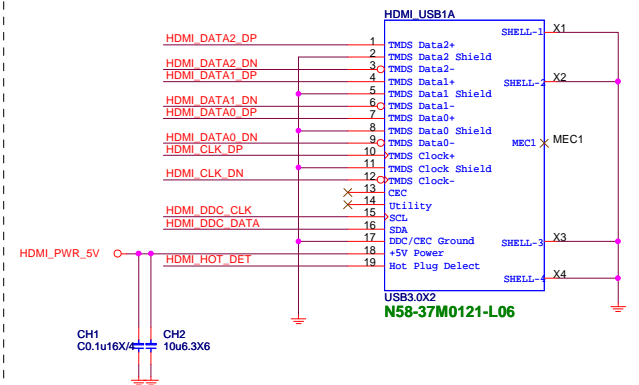 HDMI_USB1A
HDMI_DATA2_DP 1 TMDS Data2+ SHELL-1 X1
2 TMDS Data2 Shield
HDMI_DATA2_DN 3 TMDS Data2-
HDMI_DATA1_DP 4 TMDS Data1+ SHELL-2 X2
5 TMDS Data1 Shield
HDMI_DATA1_DN 6 TMDS Data1-
HDMI_DATA0_DP 7 TMDS Data0+
8 TMDS Data0 Shield
HDMI_DATA0_DN 9 TMDS Data0- MEC1 MEC1
HDMI_CLK_DP 10 TMDS Clock+
11 TMDS Clock Shield
HDMI_CLK_DN 12 TMDS Clock-
13 CEC
14 Utility
HDMI_DDC_CLK 15 SCL
HDMI_DDC_DATA 16 SDA
17 DDC/CEC Ground SHELL-3 X3
HDMI_PWR_5V 18 +5V Power
HDMI_HOT_DET 19 Hot Plug Delect
SHELL-4 X4
USB3.0X2
N58-37M0121-L06
CH1 CH2
C0.1u16X/4 10u6.3X6